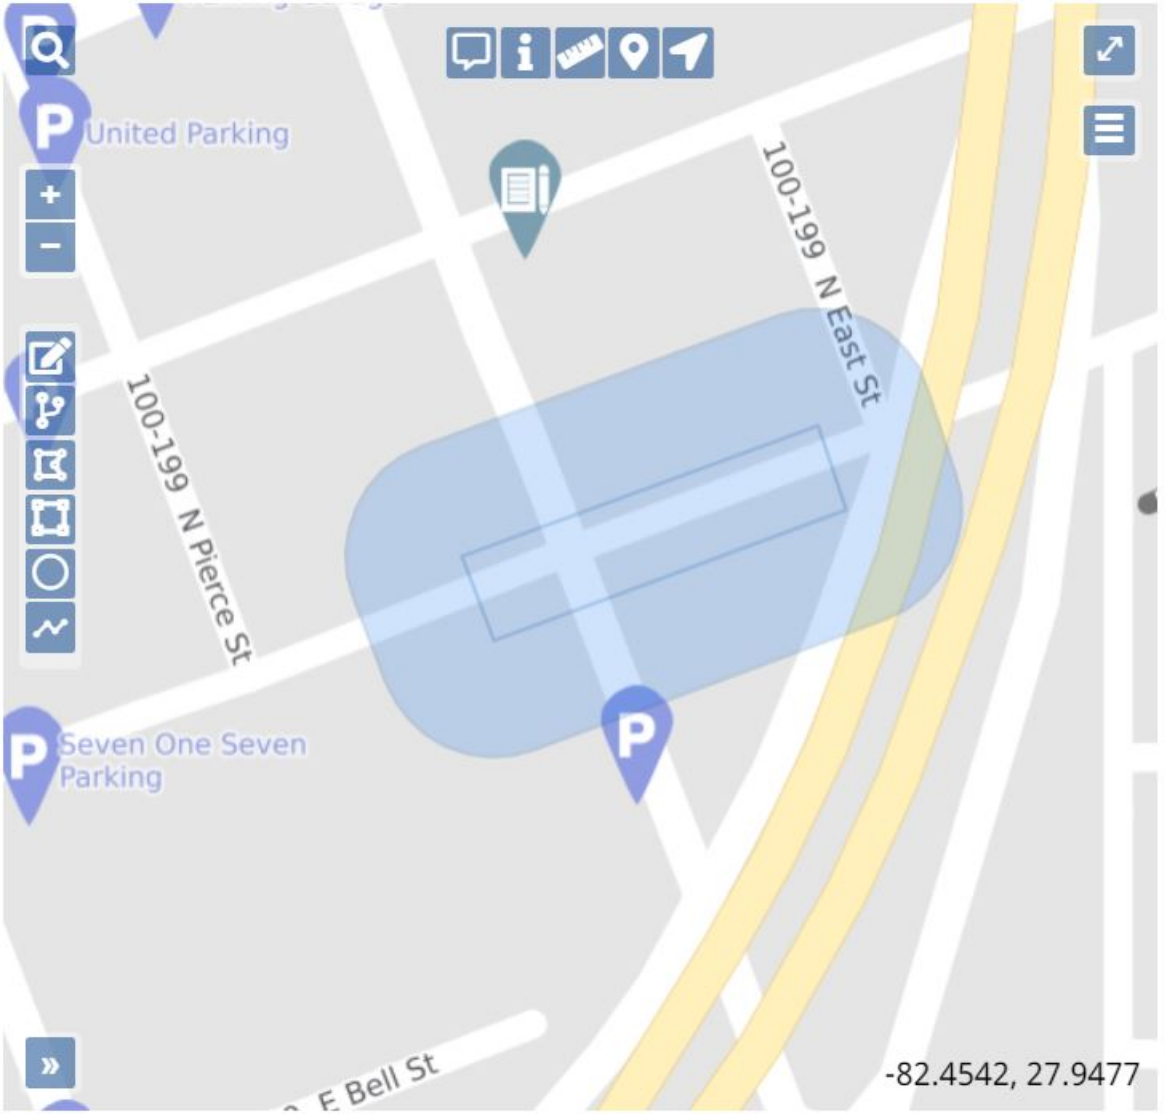 P
United Parking
100-199 N East St
100-199 N Pierce St
Seven One Seven
Parking
P
P
E Bell St
-82.4542, 27.9477
+
−
»